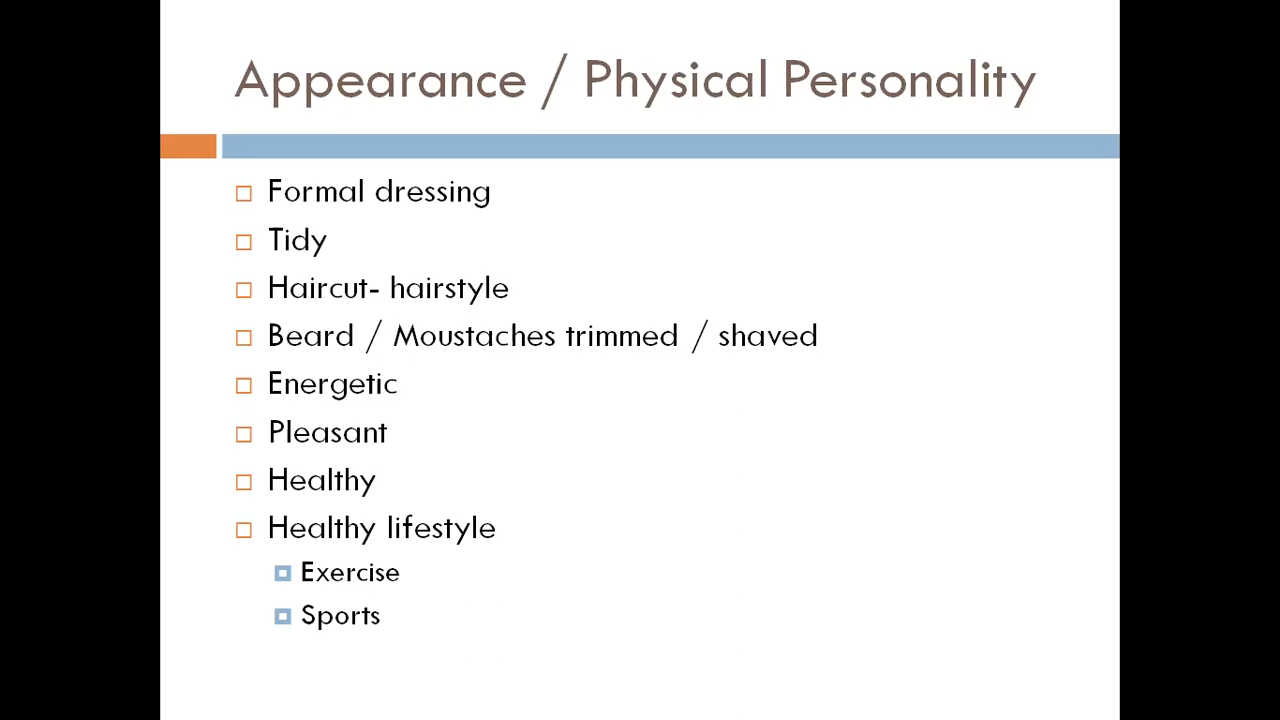 Appearance / Physical Personality
Formal dressing
Tidy
Haircut- hairstyle
Beard / Moustaches trimmed / shaved
Energetic
Pleasant
Healthy
Healthy lifestyle
Exercise
Sports